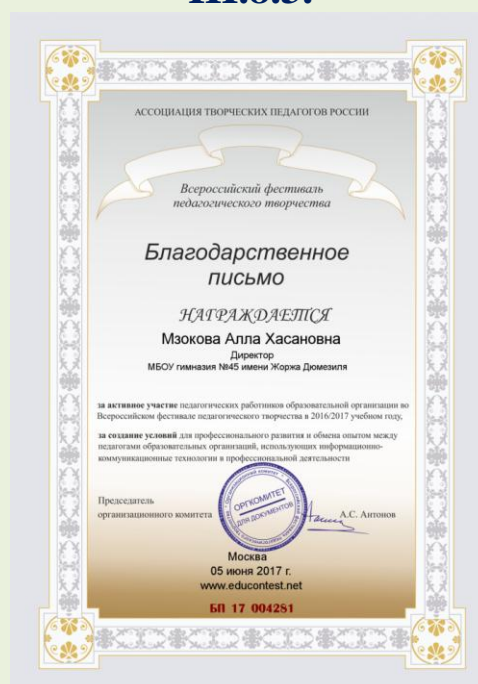 АССОЦИАЦИЯ ТВОРЧЕСКИХ ПЕДАГОГОВ РОССИИ
Всероссийский фестиваль
педагогического творчества
Благодарственное
письмо
НАГРАЖДАЕТСЯ
Мзокова Алла Хасановна
Директор
МБОУ гимназия №45 имени Жоржа Дюмезиля
за активное участие педагогических работников образовательной организации во
Всероссийском фестивале педагогического творчества в 2016/2017 учебном году,
за создание условий для профессионального развития и обмена опытом между
педагогами образовательных организаций, использующих информационно-
коммуникационные технологии в профессиональной деятельности
Председатель
организационного комитета
ОРГКОМИТЕТ
ДЛЯ ДОКУМЕНТОВ
А.С. Антонов
Москва
05 июня 2017 г.
www.educontest.net
БП 17 004281